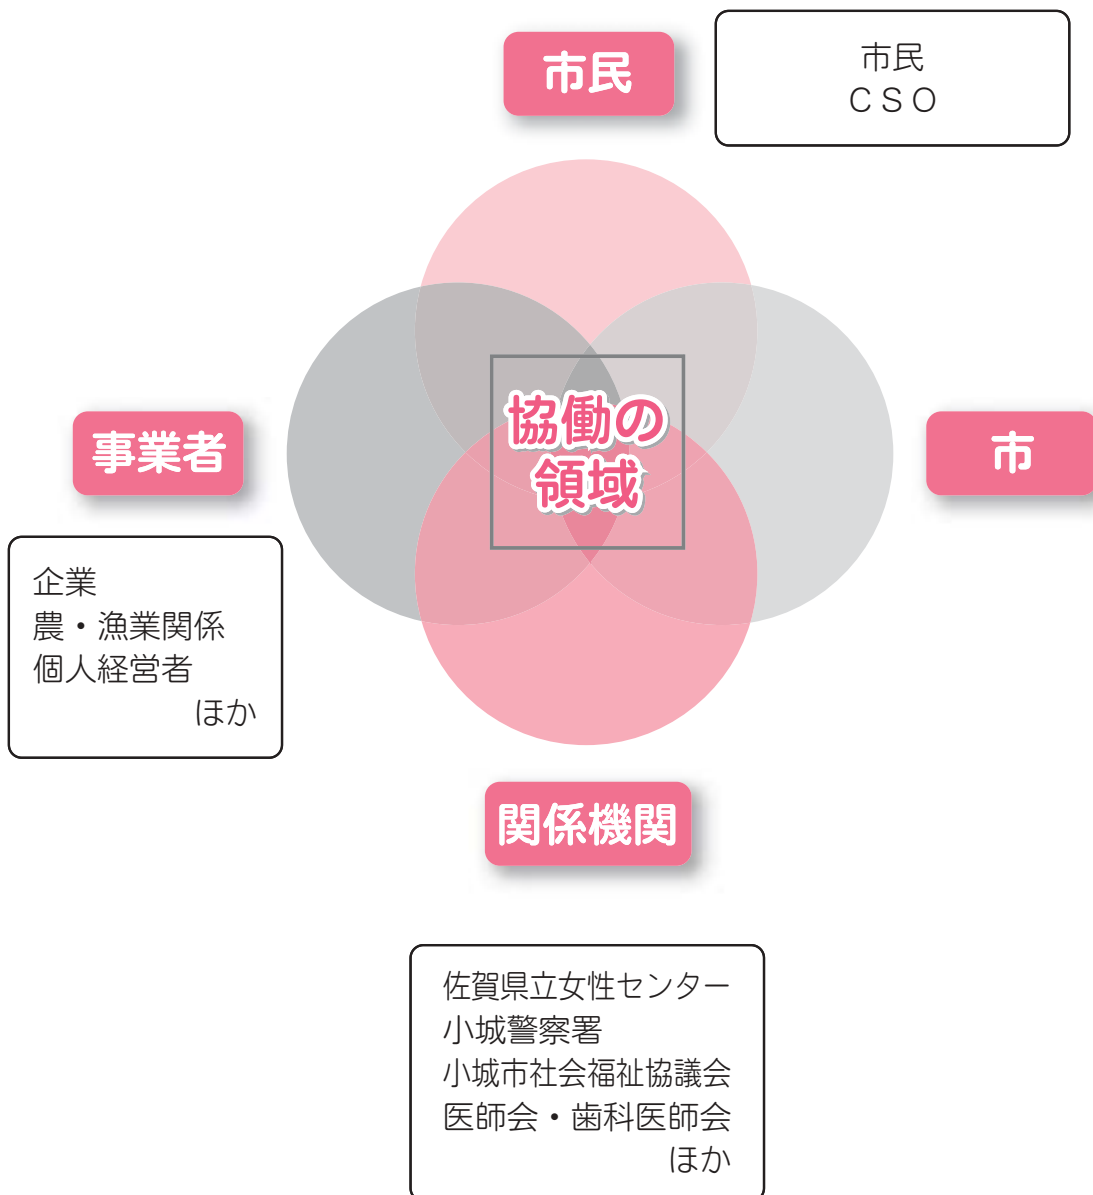 市民
市民
ＣＳＯ
協働の
領域
事業者
市
企業
農・漁業関係
個人経営者
ほか
関係機関
佐賀県立女性センター
小城警察署
小城市社会福祉協議会
医師会・歯科医師会
ほか